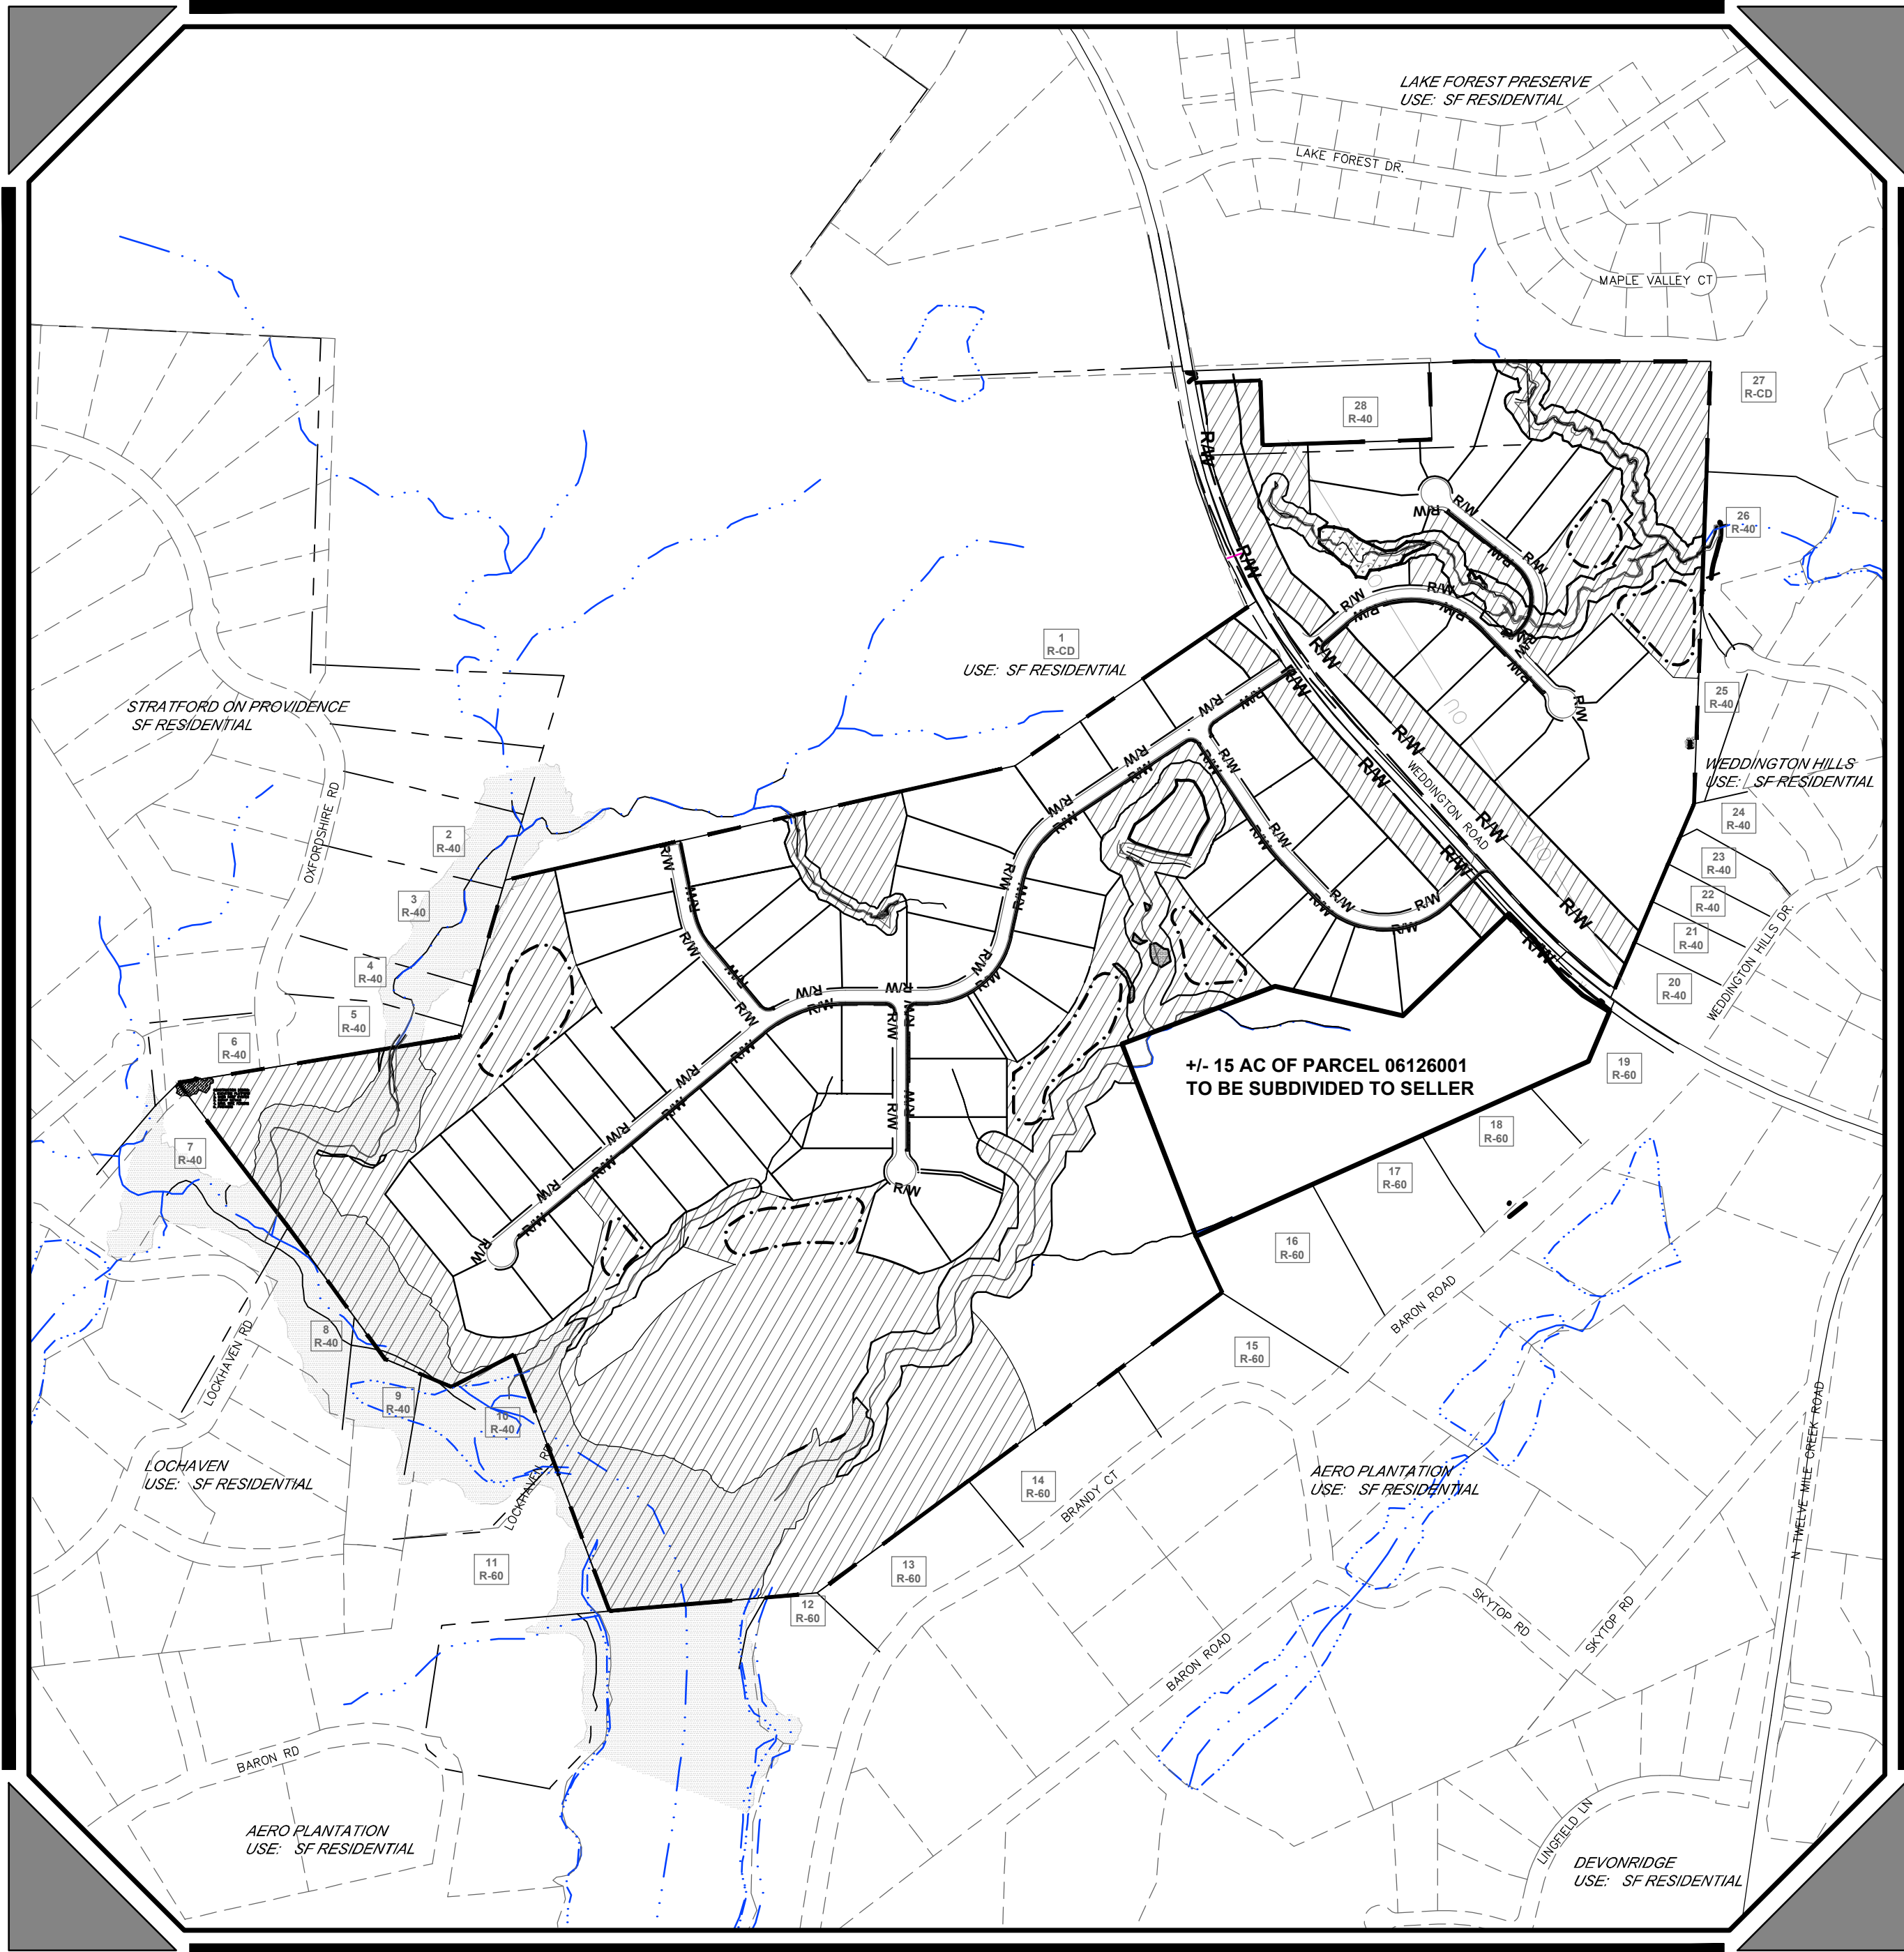 LAKE FOREST PRESERVE
USE: SF RESIDENTIAL
LAKE FOREST DR.
MAPLE VALLEY CT
27
R-CD
28
R-40
R/W
R/W
R/W
R/W
R/W
R/W
26
R-40
R/W
R/W
R/W
R/W
R/W
R/W
R/W
R/W
R/W
1
R-CD
USE: SF RESIDENTIAL
R/W
R/W
R/W
R/W
25
R-40
STRATFORD ON PROVIDENCE
SF RESIDENTIAL
no
R/W
R/W
R/W
R/W
R/W
R/W
R/W
WEDDINGTON ROAD
WEDDINGTON HILLS
USE: SF RESIDENTIAL
24
R-40
OXFORDSHIRE RD
2
R-40
R/W
R/W
R/W
R/W
R/W
no
R/W
R/W
23
R-40
3
R-40
R/W
R/W
R/W
R/W
R/W
R/W
R/W
R/W
22
R-40
21
R-40
WEDDINGTON HILLS DR.
R/W
R/W
R/W
R/W
R/W
4
R-40
20
R-40
R/W
R/W
R/W
R/W
R/W
R/W
R/W
5
R-40
6
R-40
R/W
R/W
+/- 15 AC OF PARCEL 06126001
TO BE SUBDIVIDED TO SELLER
19
R-60
R/W
R/W
R/W
R/W
18
R-60
7
R-40
R/W
R/W
R/W
17
R-60
R/W
R/W
R/W
16
R-60
BARON ROAD
8
R-40
LOCKHAVEN RD
15
R-60
9
R-40
10
R-40
N TWELVE MILE CREEK ROAD
LOCHAVEN
USE: SF RESIDENTIAL
LOCKHAVEN RD
14
R-60
BRANDY CT
AERO PLANTATION
USE: SF RESIDENTIAL
11
R-60
13
R-60
12
R-60
SKYTOP RD
SKYTOP RD
BARON ROAD
BARON RD
AERO PLANTATION
USE: SF RESIDENTIAL
LINGFIELD LN
DEVONRIDGE
USE: SF RESIDENTIAL